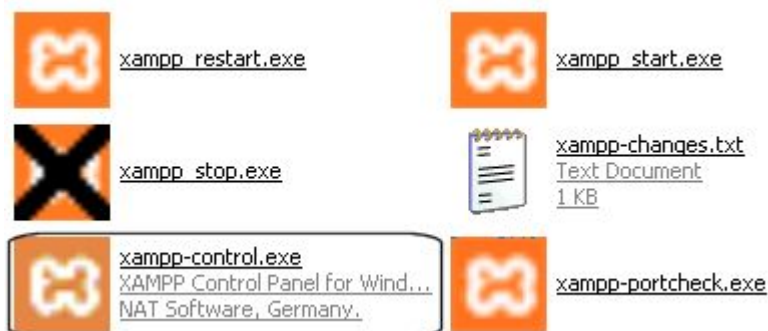 xampp_restart.exe
xampp_start.exe
xampp_stop.exe
xampp-changes.txt
Text Document
1 KB
xampp-control.exe
XAMPP Control Panel for Wind...
NAT Software, Germany.
xampp-portcheck.exe